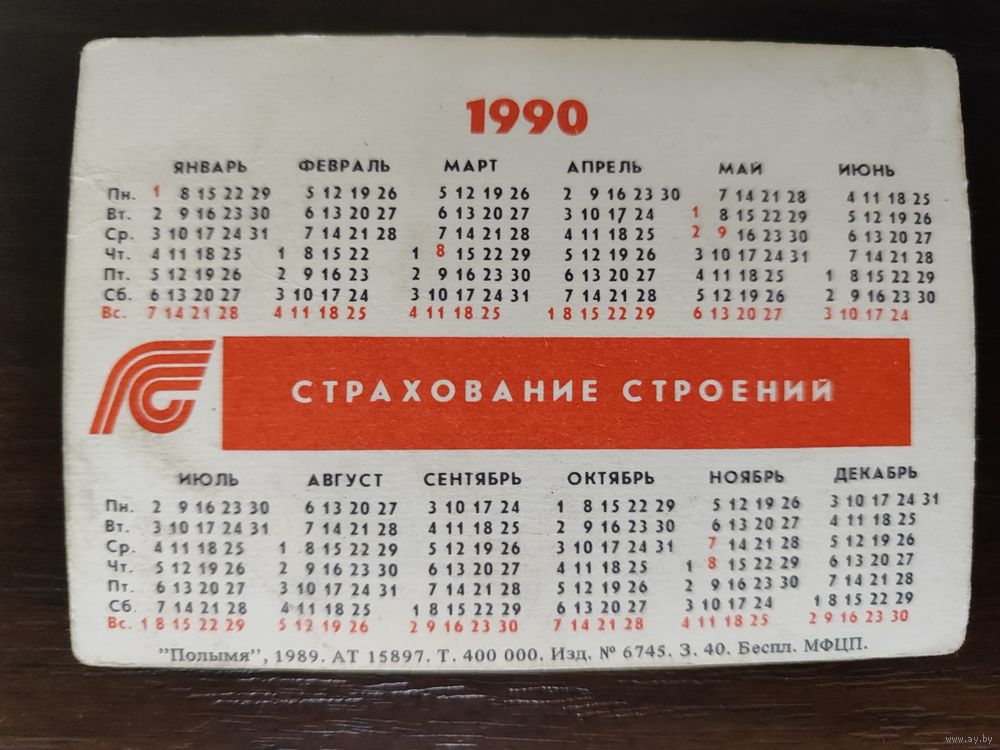 1990
ЯНВАРЬ ФЕВРАЛЬ МАРТ АПРЕЛЬ МАЙ ИЮНЬ
Пн. 1 8 15 22 29 5 12 19 26 5 12 19 26 2 9 16 23 30 7 14 21 28 4 11 18 25
Вт. 2 9 16 23 30 6 13 20 27 6 13 20 27 3 10 17 24 1 8 15 22 29 5 12 19 26
Ср. 3 10 17 24 31 7 14 21 28 7 14 21 28 4 11 18 25 2 9 16 23 30 6 13 20 27
Чт. 4 11 18 25 1 8 15 22 1 8 15 22 29 5 12 19 26 3 10 17 24 31 7 14 21 28
Пт. 5 12 19 26 2 9 16 23 2 9 16 23 30 6 13 20 27 4 11 18 25 1 8 15 22 29
Сб. 6 13 20 27 3 10 17 24 3 10 17 24 31 7 14 21 28 5 12 19 26 2 9 16 23 30
Вс. 7 14 21 28 4 11 18 25 4 11 18 25 1 8 15 22 29 6 13 20 27 3 10 17 24
СТРАХОВАНИЕ СТРОЕНИЙ
ИЮЛЬ АВГУСТ СЕНТЯБРЬ ОКТЯБРЬ НОЯБРЬ ДЕКАБРЬ
Пн. 2 9 16 23 30 6 13 20 27 3 10 17 24 1 8 15 22 29 5 12 19 26 3 10 17 24 31
Вт. 3 10 17 24 31 7 14 21 28 4 11 18 25 2 9 16 23 30 6 13 20 27 4 11 18 25
Ср. 4 11 18 25 1 8 15 22 29 5 12 19 26 3 10 17 24 31 7 14 21 28 5 12 19 26
Чт. 5 12 19 26 2 9 16 23 30 6 13 20 27 4 11 18 25 1 8 15 22 29 6 13 20 27
Пт. 6 13 20 27 3 10 17 24 31 7 14 21 28 5 12 19 26 2 9 16 23 30 7 14 21 28
Сб. 7 14 21 28 4 11 18 25 1 8 15 22 29 6 13 20 27 3 10 17 24 1 8 15 22 29
Вс. 1 8 15 22 29 5 12 19 26 2 9 16 23 30 7 14 21 28 4 11 18 25 2 9 16 23 30
"Полымя", 1989. АТ 15897. Т. 400 000. Изд. № 6745. З. 40. Беспл. МФЦП.
www.ay.by